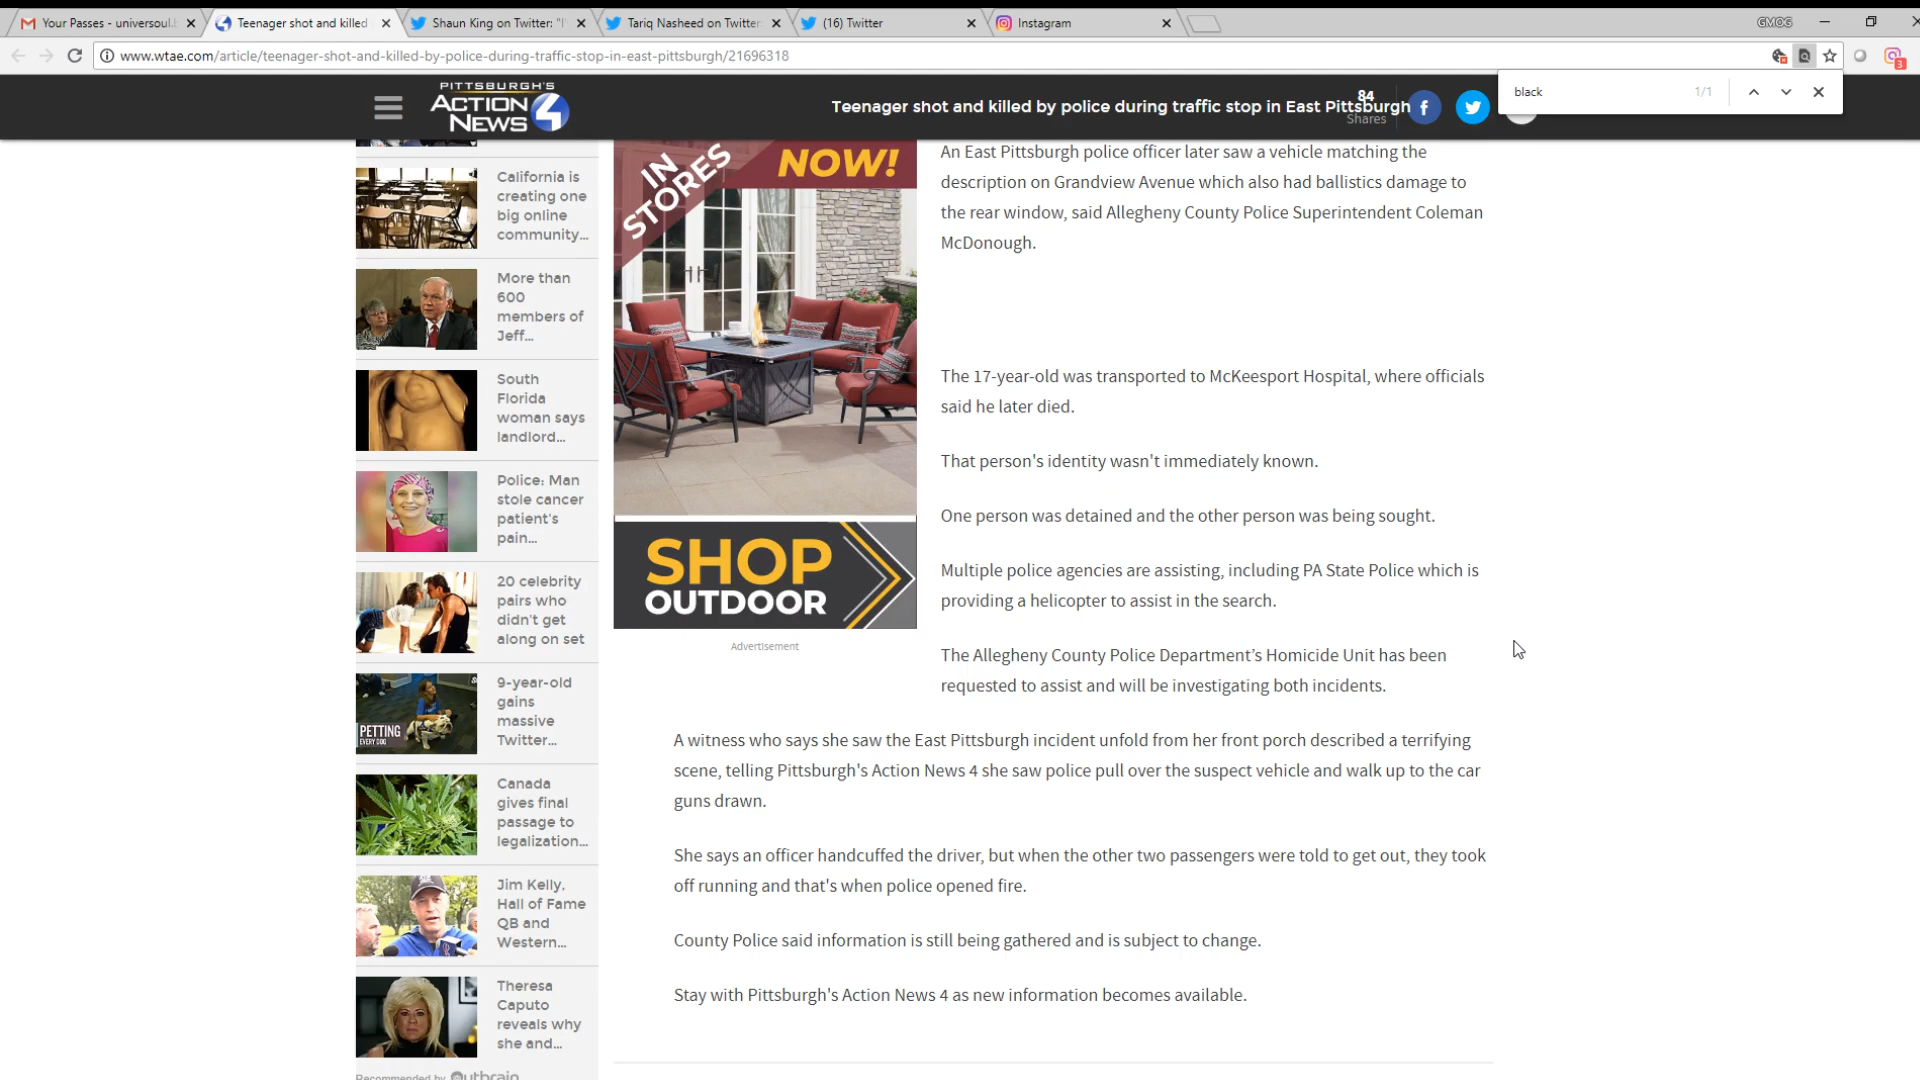 Your Passes - universoul.
Teenager shot and killed
Shaun King on Twitter: "I
Tariq Nasheed on Twitter
(16) Twitter
Instagram
GMOG
www.wtae.com/article/teenager-shot-and-killed-by-police-during-traffic-stop-in-east-pittsburgh/21696318
3
black
1/1
PITTSBURGH'S
ACTION
NEWS 4
Teenager shot and killed by police during traffic stop in East Pittsburgh
84
Shares
California is
creating one
big online
community...
More than
600
members of
Jeff...
South
Florida
woman says
landlord...
Police: Man
stole cancer
patient's
pain...
20 celebrity
pairs who
didn't get
along on set
PETTING
EVERY DOG
9-year-old
gains
massive
Twitter...
Canada
gives final
passage to
legalization...
Jim Kelly,
Hall of Fame
QB and
Western...
Theresa
Caputo
reveals why
she and...
Recommended by Outbrain
IN
STORES
NOW!
SHOP
OUTDOOR
Advertisement
An East Pittsburgh police officer later saw a vehicle matching the
description on Grandview Avenue which also had ballistics damage to
the rear window, said Allegheny County Police Superintendent Coleman
McDonough.
The 17-year-old was transported to McKeesport Hospital, where officials
said he later died.
That person's identity wasn't immediately known.
One person was detained and the other person was being sought.
Multiple police agencies are assisting, including PA State Police which is
providing a helicopter to assist in the search.
The Allegheny County Police Department’s Homicide Unit has been
requested to assist and will be investigating both incidents.
A witness who says she saw the East Pittsburgh incident unfold from her front porch described a terrifying
scene, telling Pittsburgh's Action News 4 she saw police pull over the suspect vehicle and walk up to the car
guns drawn.
She says an officer handcuffed the driver, but when the other two passengers were told to get out, they took
off running and that's when police opened fire.
County Police said information is still being gathered and is subject to change.
Stay with Pittsburgh's Action News 4 as new information becomes available.